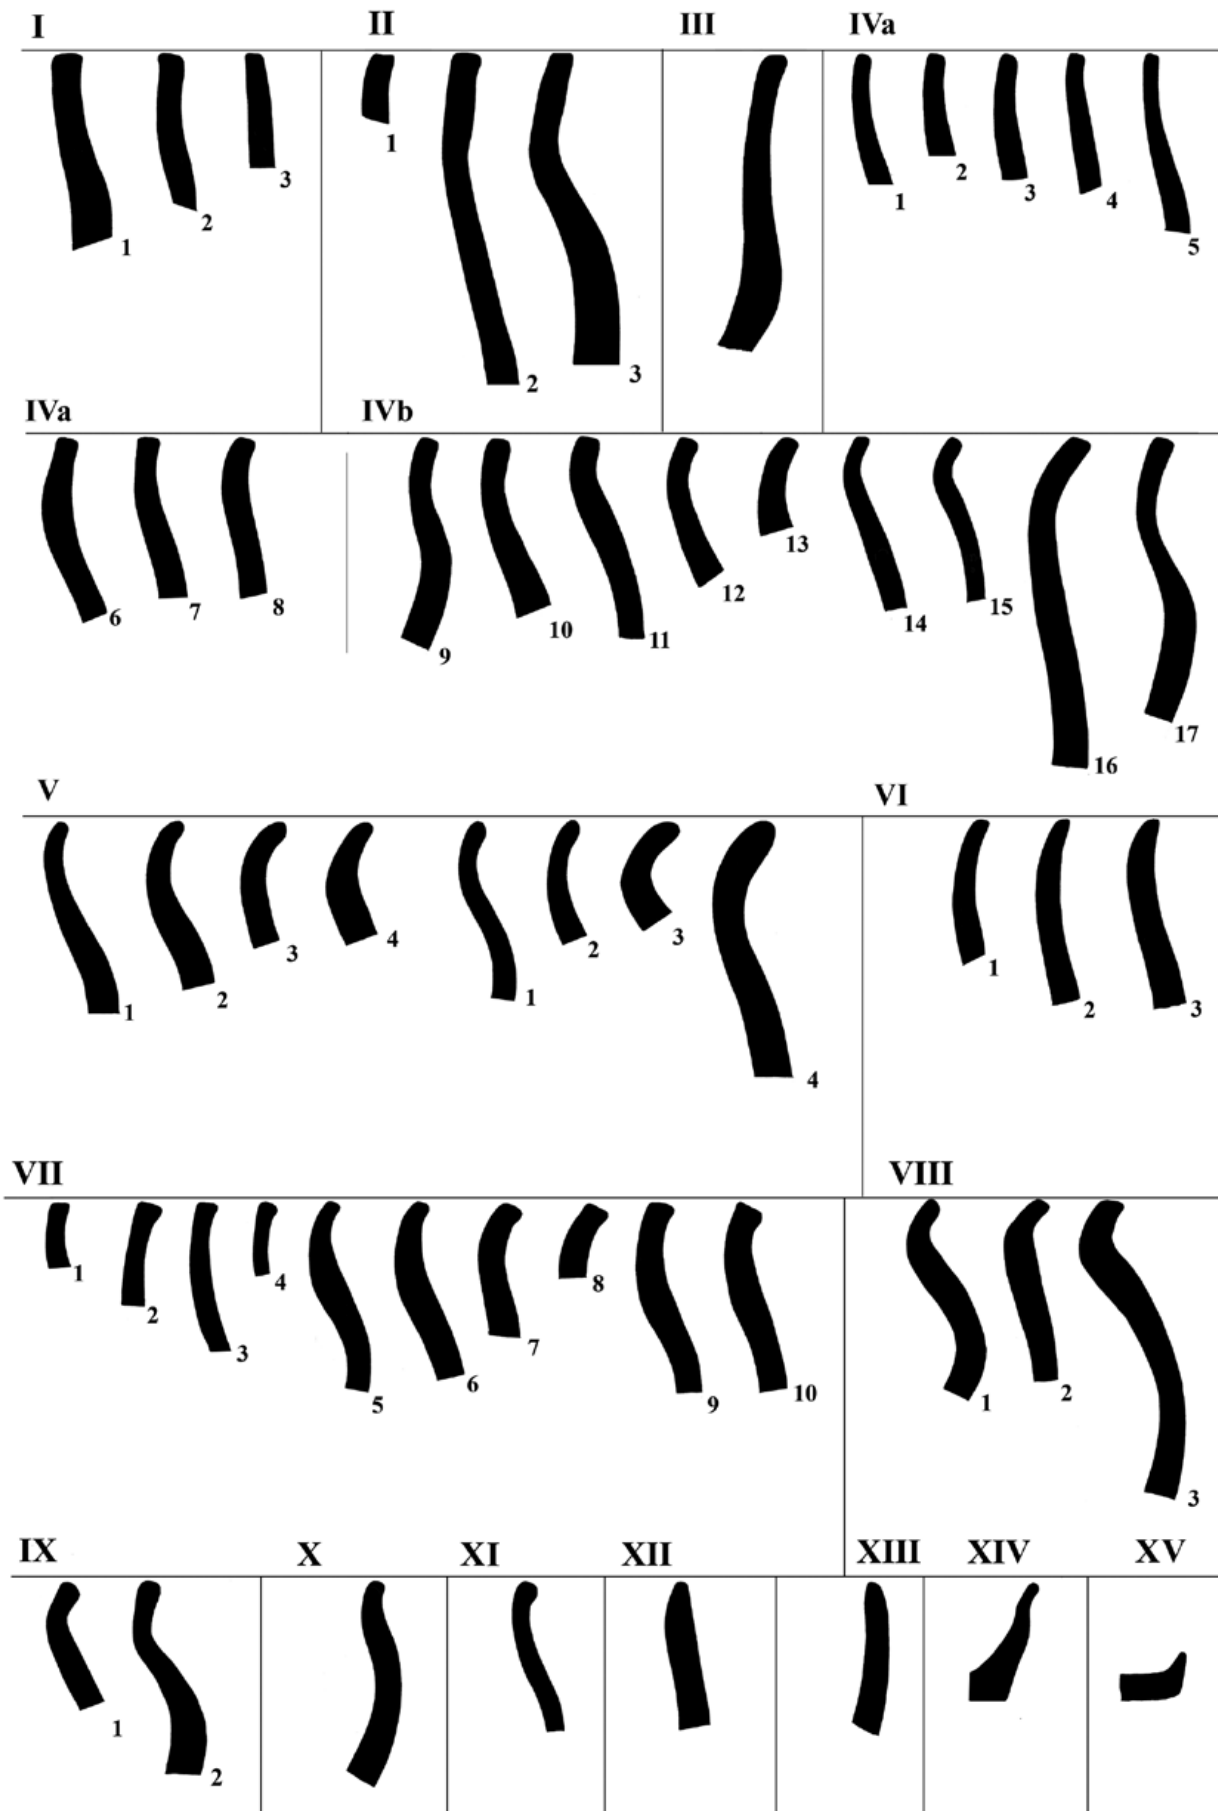 I II III IVa
1 2 3 1 2 3 1 2 3 4 5
IVa IVb
6 7 8 9 10 11 12 13 14 15 16 17
V VI
1 2 3 4 1 2 3 4 1 2 3
VII VIII
1 2 3 4 5 6 7 8 9 10 1 2 3
IX X XI XII XIII XIV XV
1 2